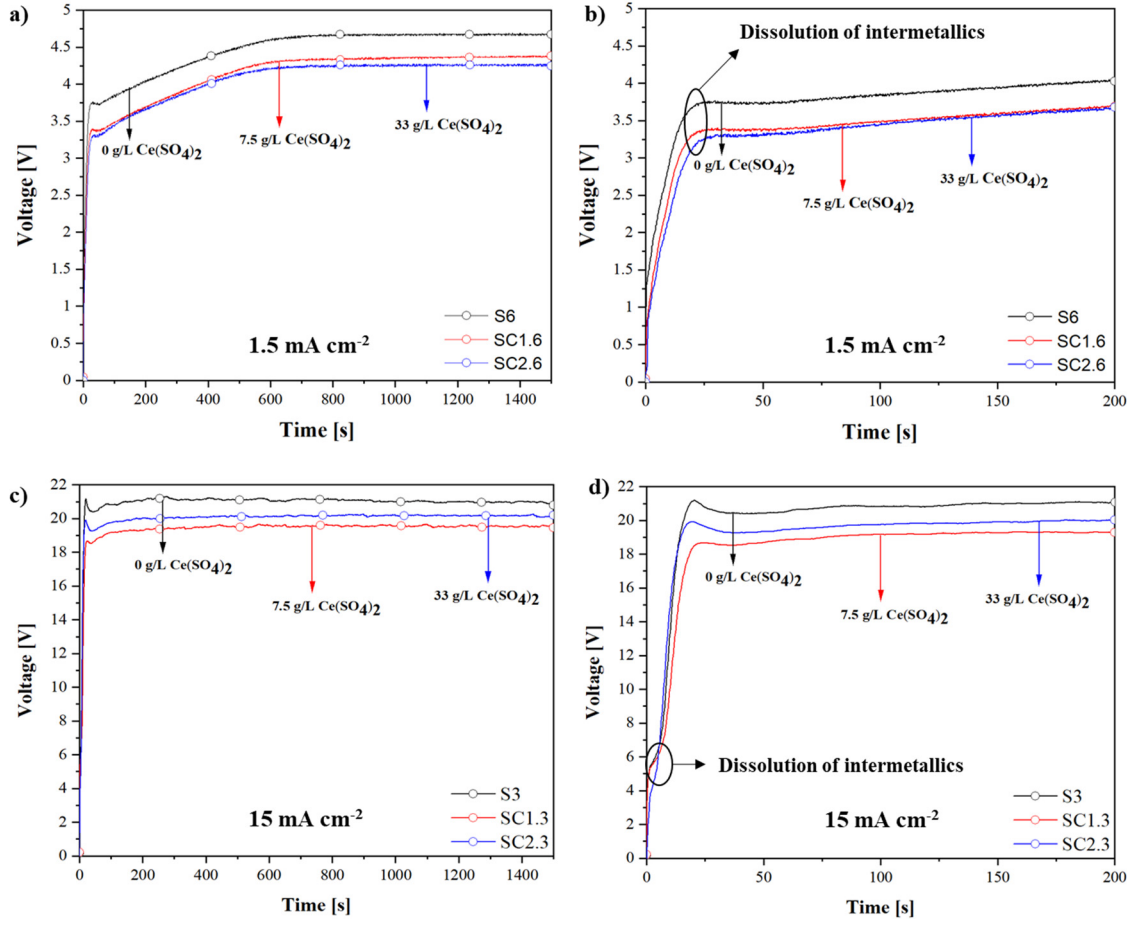 a)
Voltage [V]
5
4.5
4
3.5
3
2.5
2
1.5
1
0.5
0
0 g/L Ce(SO4)2
7.5 g/L Ce(SO4)2
33 g/L Ce(SO4)2
S6
SC1.6
SC2.6
1.5 mA cm-2
0 200 400 600 800 1000 1200 1400
Time [s]
b)
Voltage [V]
5
4.5
4
3.5
3
2.5
2
1.5
1
0.5
0
Dissolution of intermetallics
0 g/L Ce(SO4)2
7.5 g/L Ce(SO4)2
33 g/L Ce(SO4)2
S6
SC1.6
SC2.6
1.5 mA cm-2
0 50 100 150 200
Time [s]
c)
Voltage [V]
22
20
18
16
14
12
10
8
6
4
2
0
0 g/L Ce(SO4)2
7.5 g/L Ce(SO4)2
33 g/L Ce(SO4)2
S3
SC1.3
SC2.3
15 mA cm-2
0 200 400 600 800 1000 1200 1400
Time [s]
d)
Voltage [V]
22
20
18
16
14
12
10
8
6
4
2
0
0 g/L Ce(SO4)2
7.5 g/L Ce(SO4)2
33 g/L Ce(SO4)2
Dissolution of intermetallics
S3
SC1.3
SC2.3
15 mA cm-2
0 50 100 150 200
Time [s]